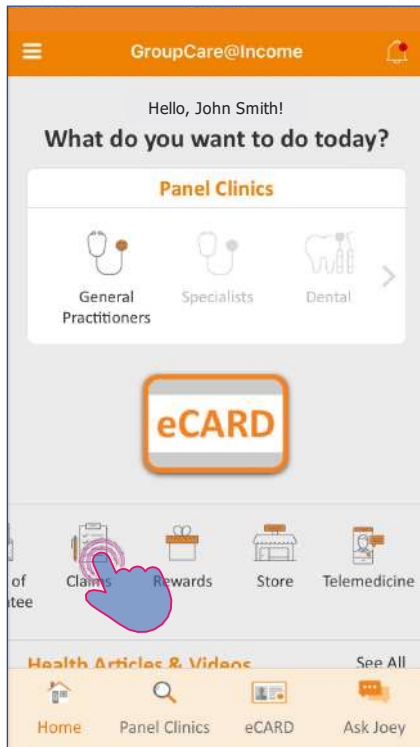 GroupCare@Income
Hello, John Smith!
What do you want to do today?
Panel Clinics
General Specialists Dental
Practitioners
eCARD
of Claims Rewards Store Telemedicine
tee
Health Articles & Videos See All
Home Panel Clinics eCARD Ask Joey